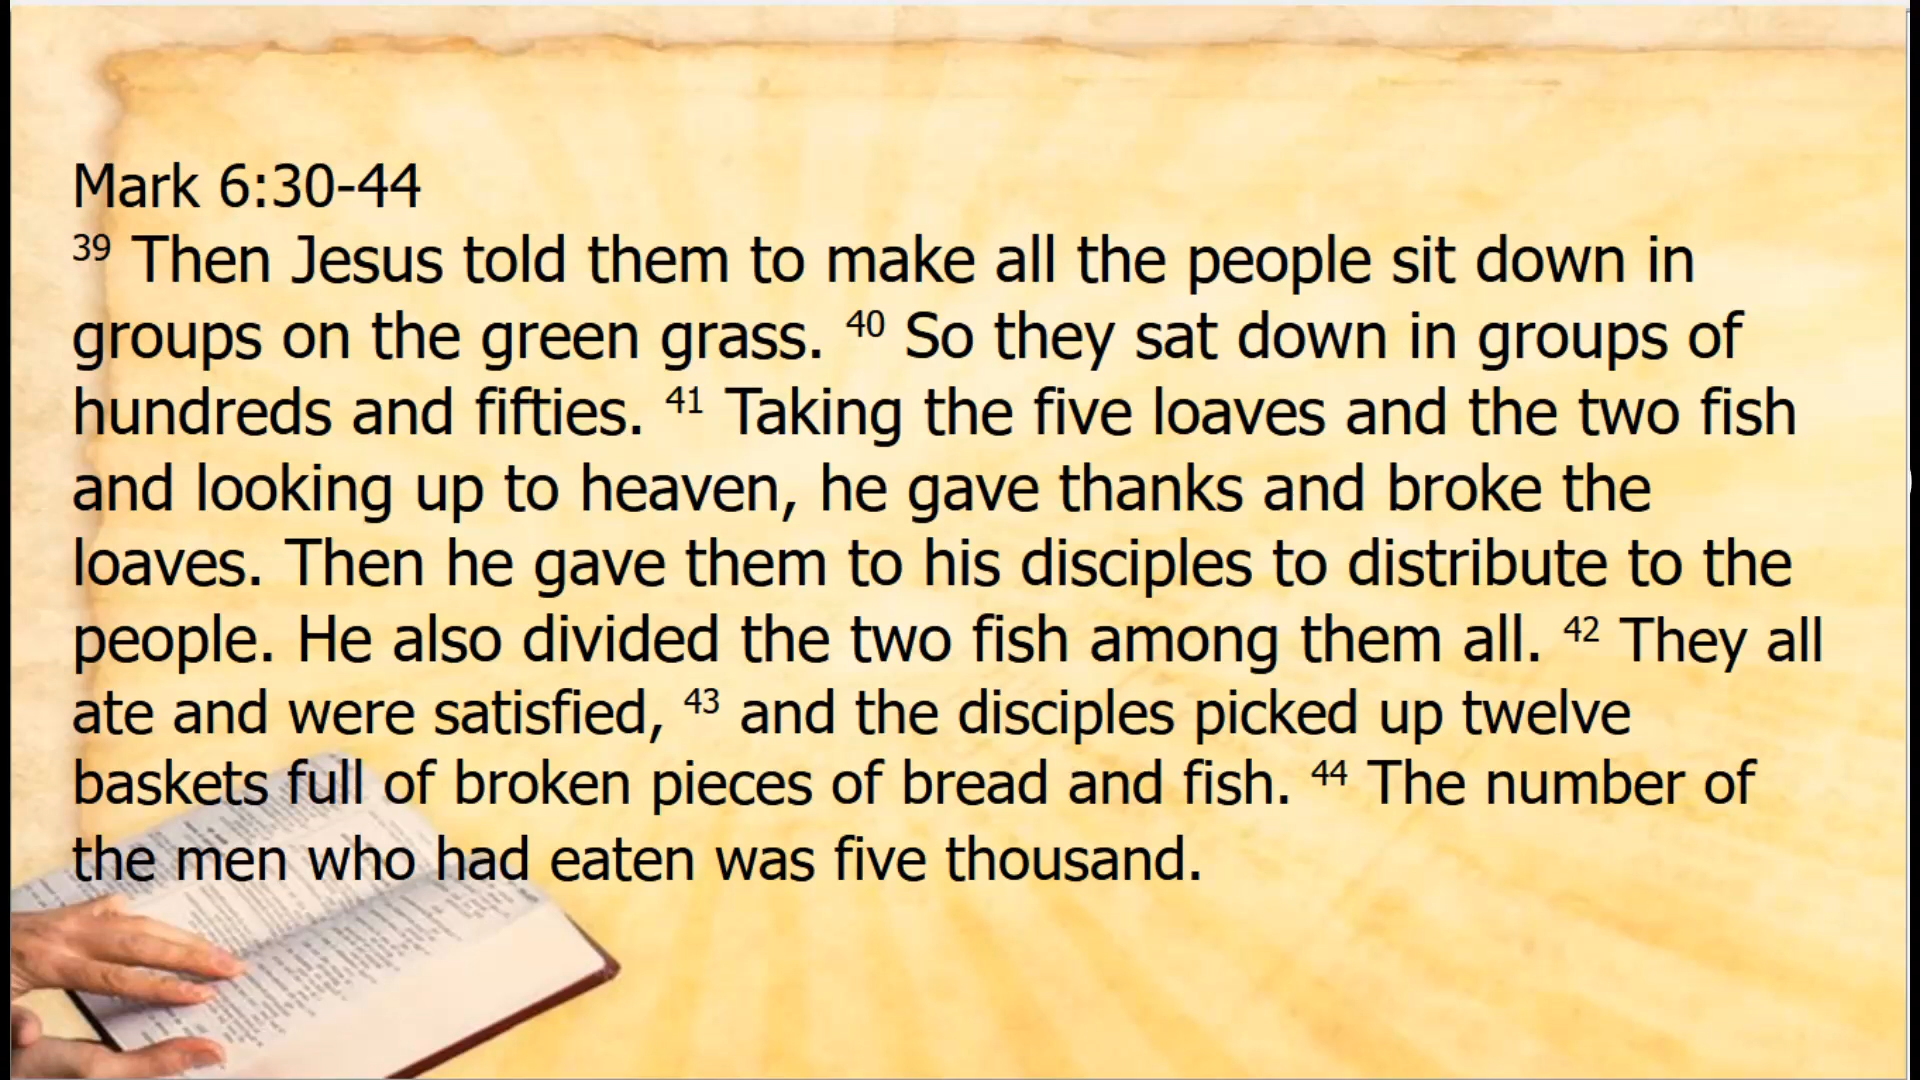 Mark 6:30-44
39 Then Jesus told them to make all the people sit down in
groups on the green grass. 40 So they sat down in groups of
hundreds and fifties. 41 Taking the five loaves and the two fish
and looking up to heaven, he gave thanks and broke the
loaves. Then he gave them to his disciples to distribute to the
people. He also divided the two fish among them all. 42 They all
ate and were satisfied, 43 and the disciples picked up twelve
baskets full of broken pieces of bread and fish. 44 The number of
the men who had eaten was five thousand.